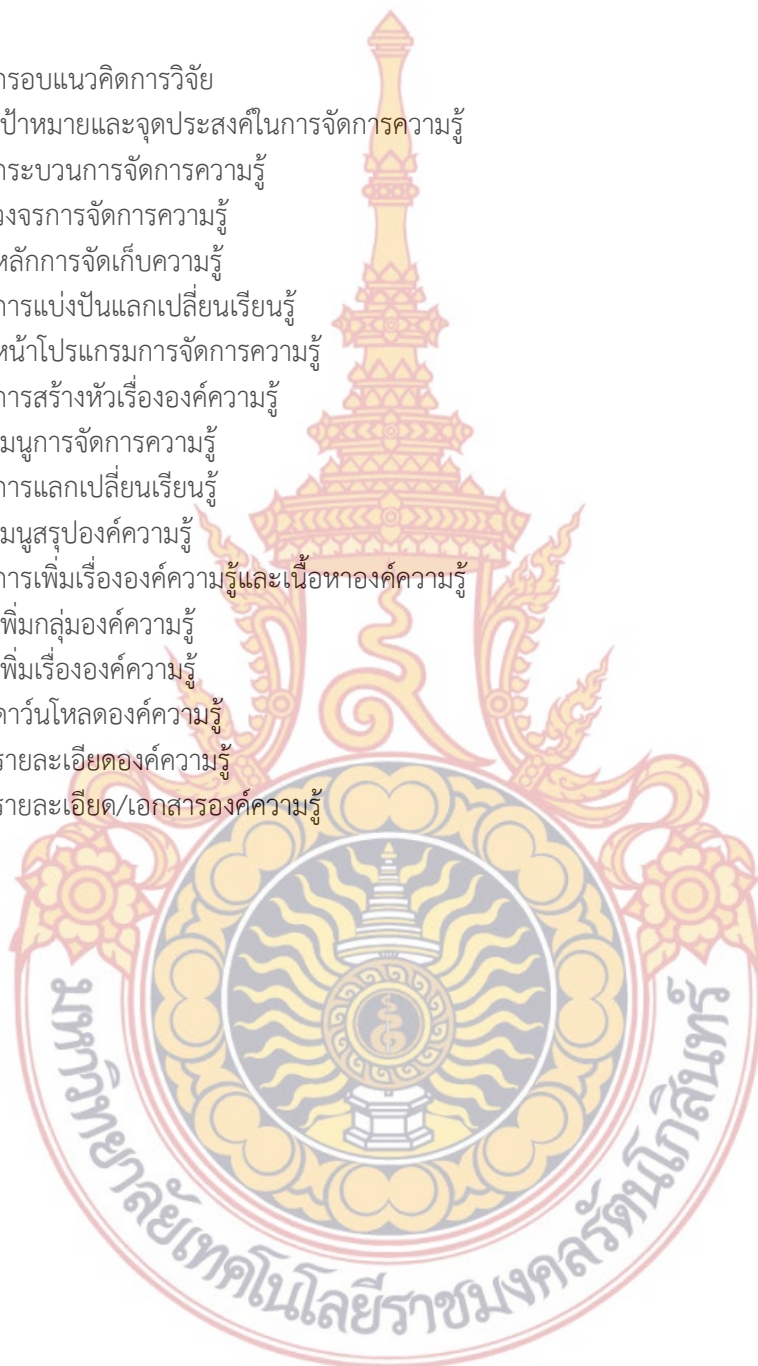 กรอบแนวคิดการวิจัย
เป้าหมายและจุดประสงค์ในการจัดการความรู้
กระบวนการจัดการความรู้
วงจรการจัดการความรู้
หลักการจัดเก็บความรู้
การแบ่งปันแลกเปลี่ยนเรียนรู้
หน้าโปรแกรมการจัดการความรู้
การสร้างหัวเรื่ององค์ความรู้
เมนูการจัดการความรู้
การแลกเปลี่ยนเรียนรู้
เมนูสรุปองค์ความรู้
การเพิ่มเรื่ององค์ความรู้และเนื้อหาองค์ความรู้
เพิ่มกลุ่มองค์ความรู้
เพิ่มเรื่ององค์ความรู้
ดาว์นโหลดองค์ความรู้
รายละเอียดองค์ความรู้
รายละเอียด/เอกสารองค์ความรู้
มหาวิทยาลัยเทคโนโลยีราชมงคลรัตนโกสินทร์